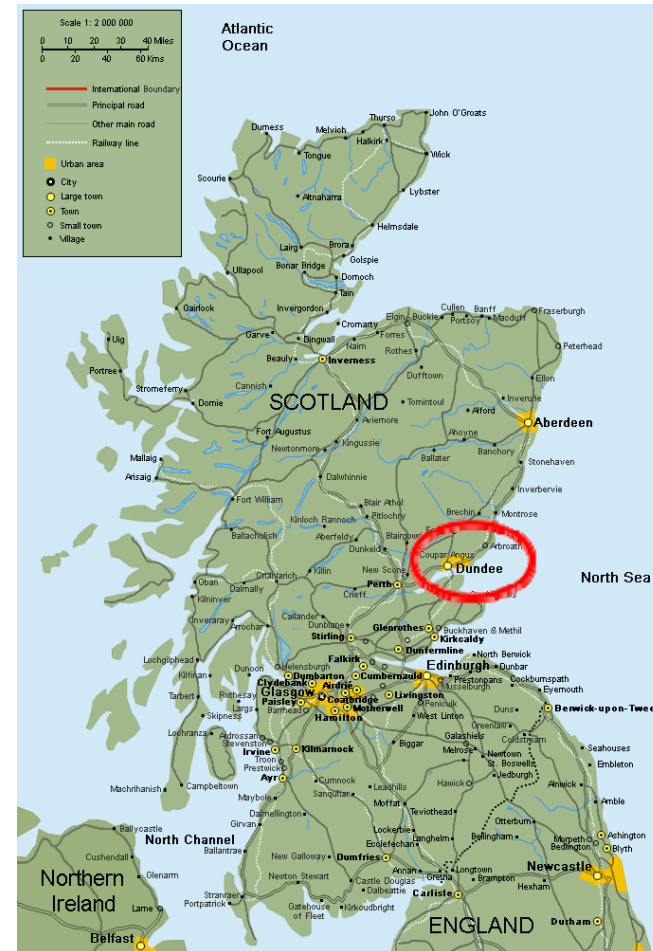 Scale 1: 2 000 000
0 10 20 30 40 Miles
0 20 40 60 Kms
International Boundary
Principal road
Other main road
Railway line
Urban area
City
Large town
Town
Small town
Village
Atlantic
Ocean
John O'Groats
Thurso
Melvich
Durness
Halkirk
Wick
Tongue
Scourie
Altnaharra
Lybster
Helmsdale
Lairg
Brora
Golspie
Bonar Bridge
Ullapool
Dornoch
Tain
Gairlock
Invergordon
Cromarty
Cullen
Banff
Fraserburgh
Elgin
Buckie
Portsoy
Macduff
Uig
Garve
Dingwall
Forres
Nairn
Peterhead
Beauly
Inverness
Rothes
Portree
Dufftown
Ellon
Stromeferry
Cannish
Inverurie
Dornie
SCOTLAND
Tomintoul
Alford
Aviemore
Aberdeen
Fort Augustus
Kingussie
Ahoyne
Newtonmore
Banchory
Mallaig
Ballater
Stonehaven
Arisaig
Dalwhinnie
Inverbervie
Fort William
Blair Athol
Pitlochry
Brechin
Montrose
Kinloch Rannoch
Ballachulish
Aberfeldy
Blairgow
Dunkeld
Arbroath
Coupar Angus
Dundee
New Scone
North Sea
Oban
Crianlarich
Killin
Perth
Dalmally
Crieff
Kilninver
Callander
Inveraray
Arrochar
Dunblane
Glenrothes
Buckhaven & Methil
Stirling
Kirkcaldy
Dunfermline
Lochgilphead
Dunoon
Helensburgh
Falkirk
North Berwick
Edinburgh
Dunbar
Kilfinan
Dumbarton
Cumbernauld
Prestonpans
Cockburnspath
Clydebank
Airdrie
Musselburgh
Eyemouth
Tarbert
Rothesay
Glasgow
Coatbridge
Livingston
Paisley
Penicuik
Duns
Berwick-upon-Twee
Largs
Barrhead
Motherwell
Skipness
Hamilton
West Linton
Greenlaw
Lochranza
Ardrossan
Galashiels
Coldstream
Stevenston
Biggar
Melrose
Newtown
Seahouses
Irvine
Kilmarnock
St. Boswells
Embleton
Troon
Prestwick
Jedburgh
Ayr
Cumnock
Leadhills
Hawick
Alnwick
Machrihanish
Campbeltown
Sanquhar
Maybole
Moffat
Amble
Dalmellington
Teviothead
Girvan
Otterburn
Ballycastle
Lockerbie
Langhelm
Bellingham
Ashington
North Channel
Ecclefechan
Morpeth
Bedlington
Blyth
Cushendall
Ballantrae
New Galloway
Dumfries
Annan
Longtown
Newcastle
Northern
Ireland
Glenarm
Newton Stewart
Castle Douglas
Gretna
Brampton
Hexham
Stranraer
Dalbeattie
Carlisle
Portpatrick
Gatehouse
of Fleet
Kirkoudbright
Larne
ENGLAND
Durham
Belfast